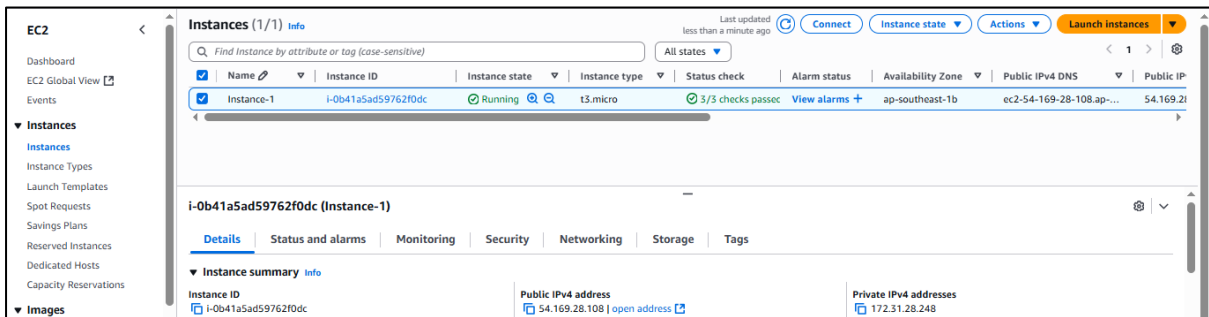 EC2
Dashboard
EC2 Global View
Events
Instances
Instances
Instance Types
Launch Templates
Spot Requests
Savings Plans
Reserved Instances
Dedicated Hosts
Capacity Reservations
Images
Instances (1/1) Info
Last updated
less than a minute ago
Connect
Instance state
Actions
Launch instances
Find Instance by attribute or tag (case-sensitive)
All states
1
Name Instance ID Instance state Instance type Status check Alarm status Availability Zone Public IPv4 DNS Public IP
Instance-1 i-0b41a5ad59762f0dc Running t3.micro 3/3 checks passec View alarms + ap-southeast-1b ec2-54-169-28-108.ap-... 54.169.28
i-0b41a5ad59762f0dc (Instance-1)
Details Status and alarms Monitoring Security Networking Storage Tags
Instance summary Info
Instance ID Public IPv4 address Private IPv4 addresses
i-0b41a5ad59762f0dc 54.169.28.108 | open address 172.31.28.248